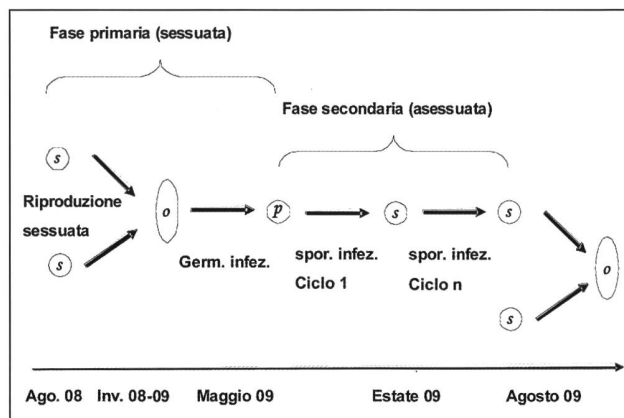 Fase primaria (sessuata)
Fase secondaria (asessuata)
s
Riproduzione
sessuata
s
o
p
s
s
s
o
Germ. infez.
spor. infez.
Ciclo 1
spor. infez.
Ciclo n
Ago. 08
Inv. 08-09
Maggio 09
Estate 09
Agosto 09